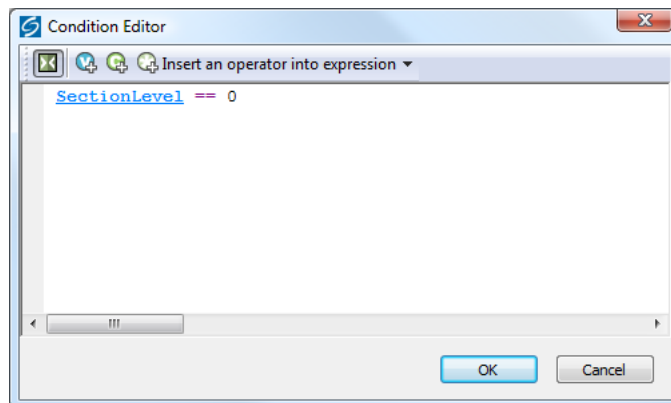 Condition Editor
Insert an operator into expression
SectionLevel == 0
OK Cancel